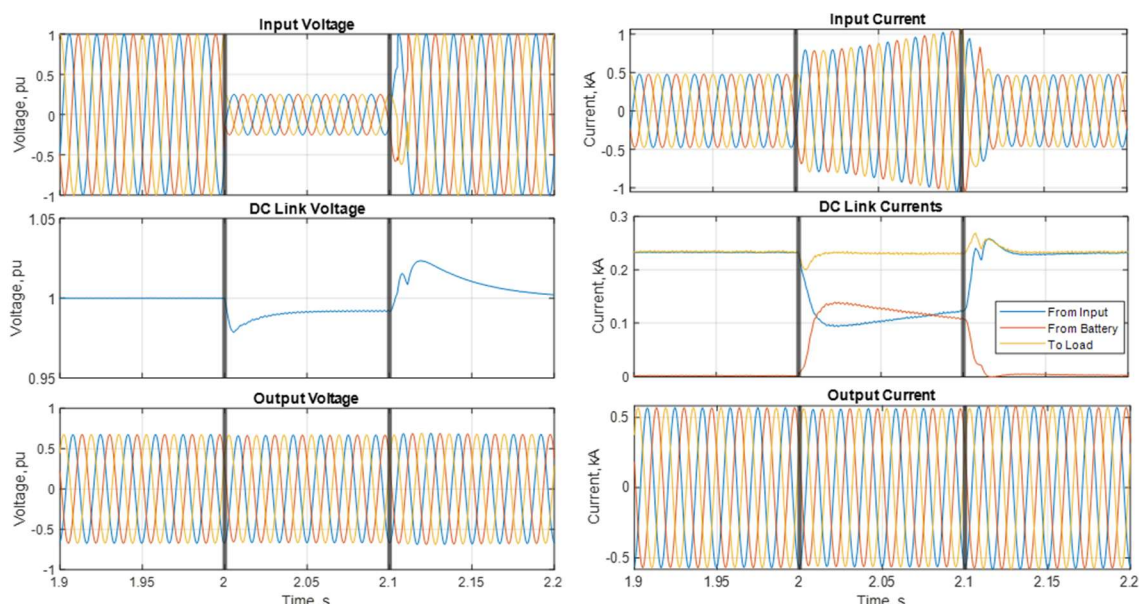 Input Voltage
Voltage, pu
1
0.5
0
-0.5
-1
DC Link Voltage
Voltage, pu
1.05
1
0.95
Output Voltage
Voltage, pu
1
0.5
0
-0.5
-1
1.9
1.95
2
2.05
2.1
2.15
2.2
Time, s
Input Current
Current, kA
1
0.5
0
-0.5
-1
DC Link Currents
Current, kA
0.3
0.2
0.1
0
From Input
From Battery
To Load
Output Current
Current, kA
0.5
0
-0.5
1.9
1.95
2
2.05
2.1
2.15
2.2
Time, s